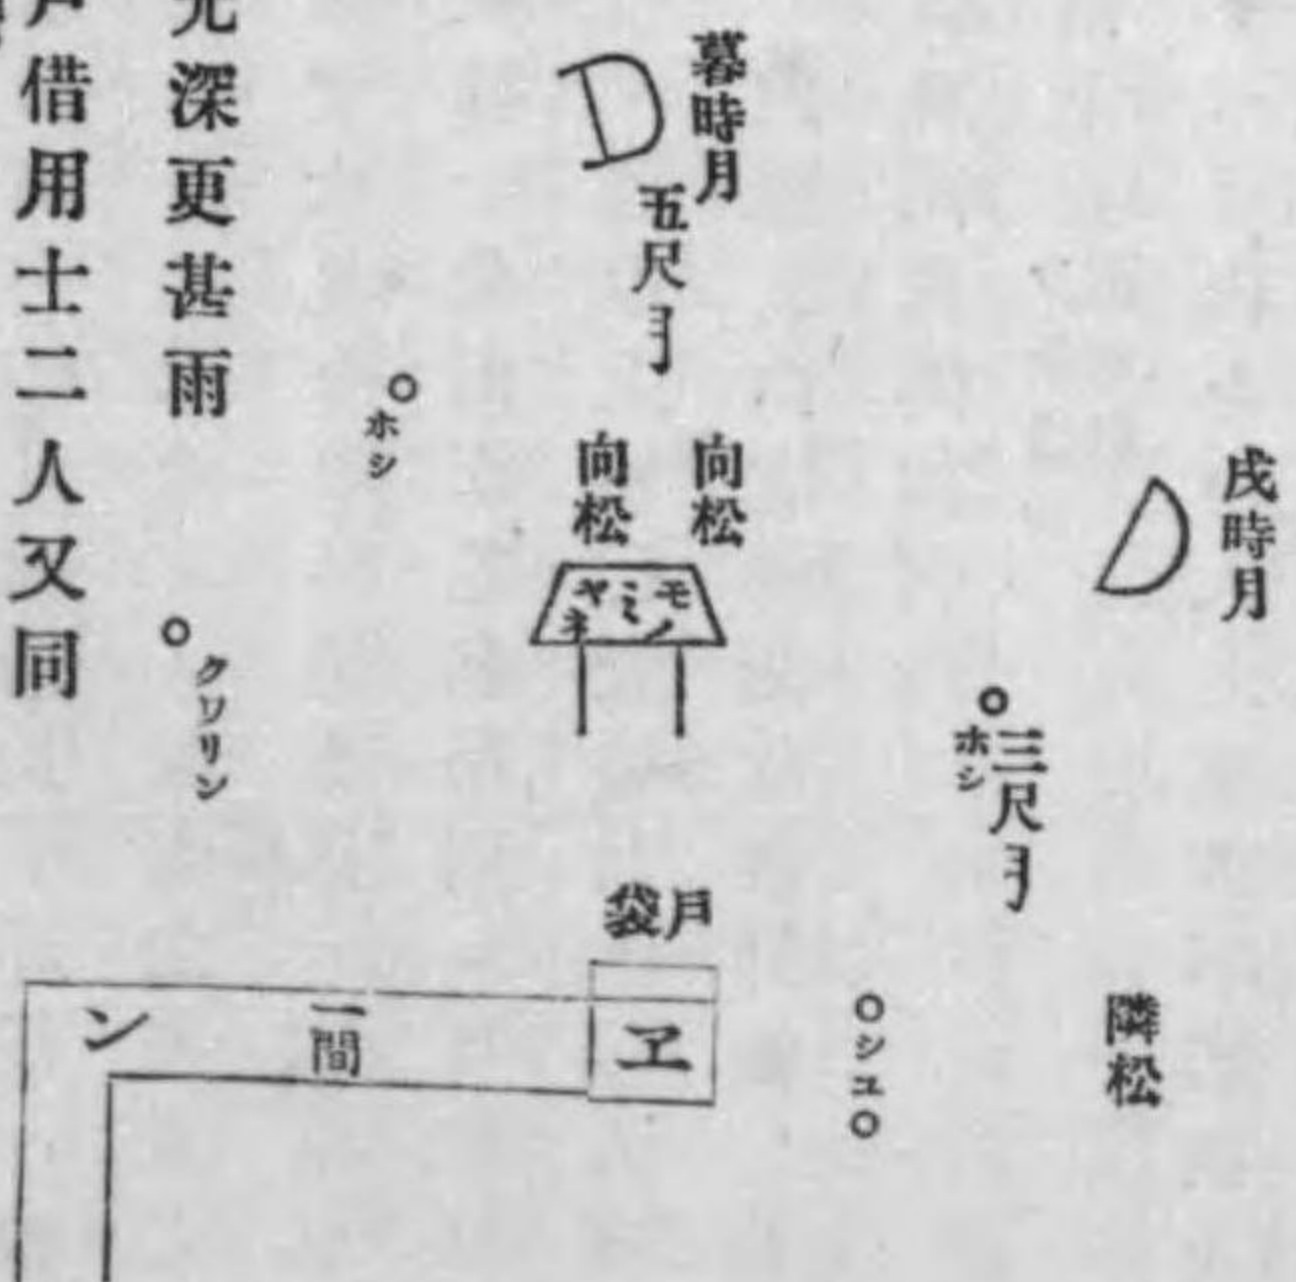 戌時月
三尺ヨ
ホシ
隣松
シユ
暮時月
五尺ヨ
向松
向松
モノ
ミ
ヤネ
戸袋
ヱ
一間
ン
ホシ
クワリン
深更甚雨
借用士二人又同